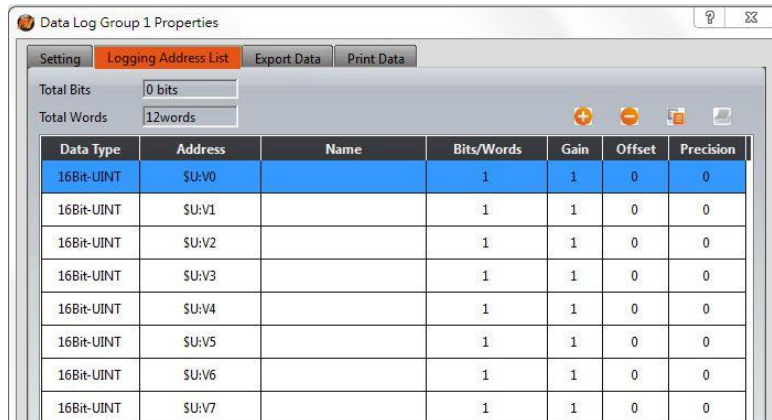 Data Log Group 1 Properties
Setting Logging Address List Export Data Print Data
Total Bits 0 bits
Total Words 12words
Data Type Address Name Bits/Words Gain Offset Precision
16Bit-UINT $U:V0 1 1 0 0
16Bit-UINT $U:V1 1 1 0 0
16Bit-UINT $U:V2 1 1 0 0
16Bit-UINT $U:V3 1 1 0 0
16Bit-UINT $U:V4 1 1 0 0
16Bit-UINT $U:V5 1 1 0 0
16Bit-UINT $U:V6 1 1 0 0
16Bit-UINT $U:V7 1 1 0 0